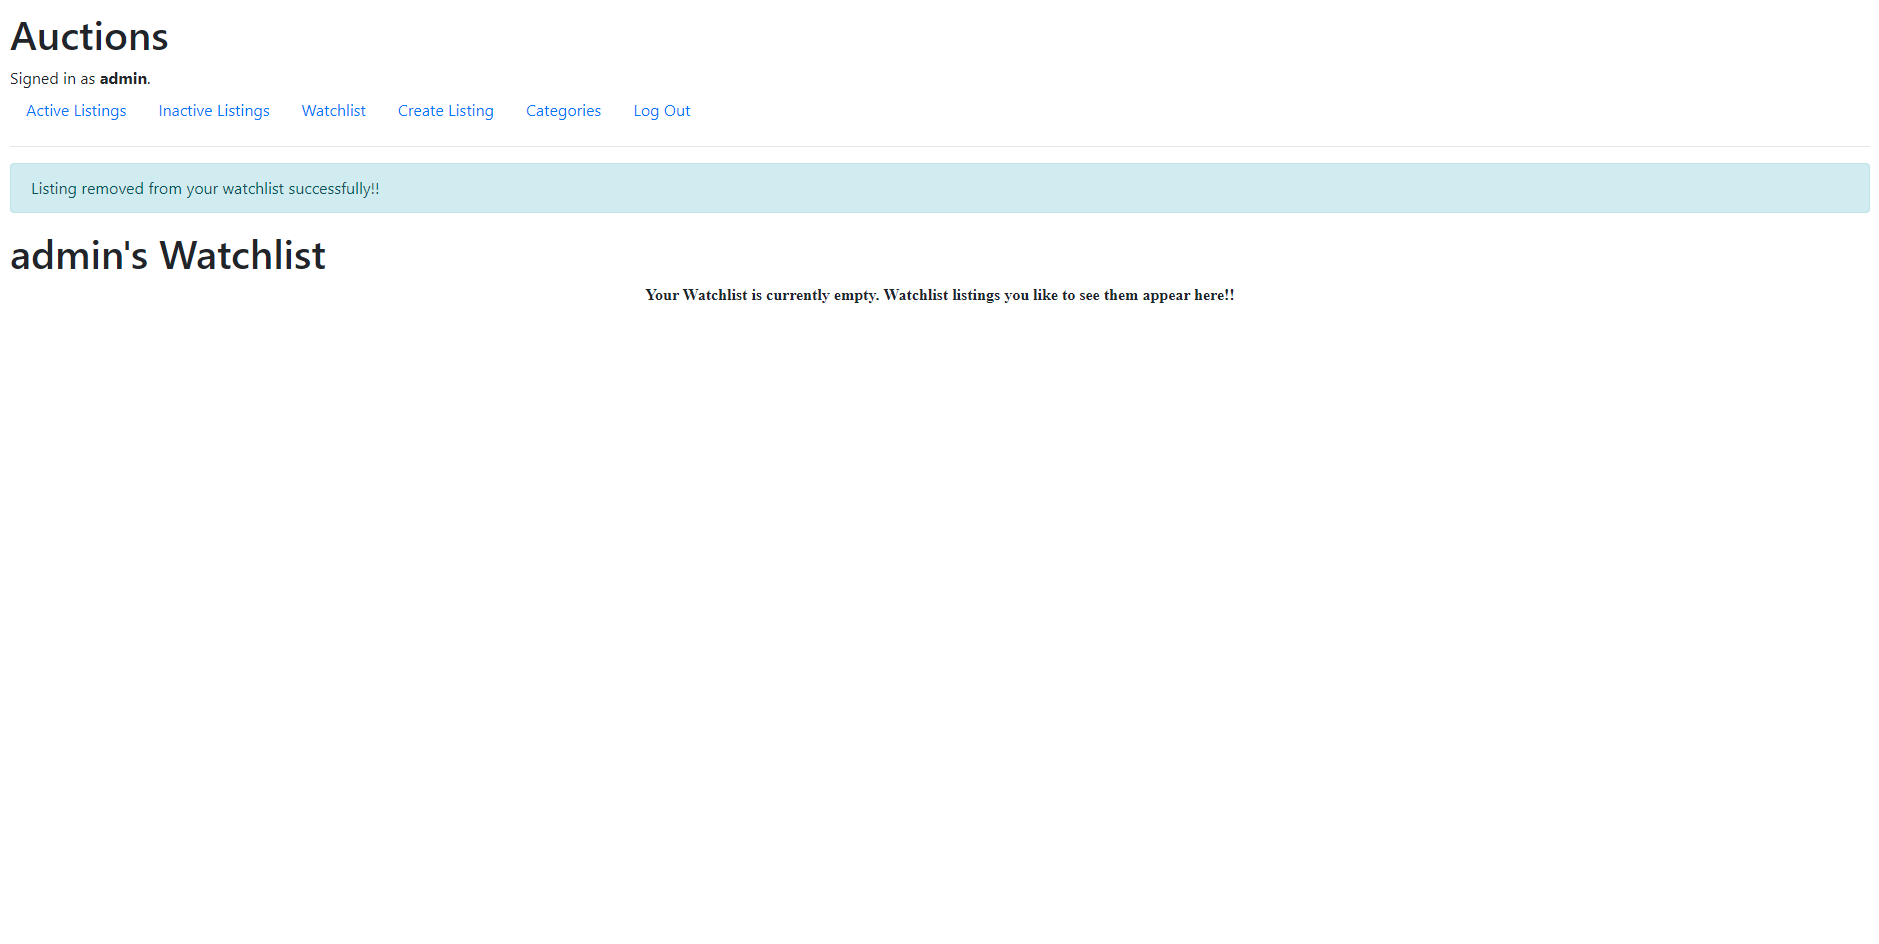 Auctions
Signed in as admin.
Active Listings Inactive Listings Watchlist Create Listing Categories Log Out
Listing removed from your watchlist successfully!!
admin's Watchlist
Your Watchlist is currently empty. Watchlist listings you like to see them appear here!!